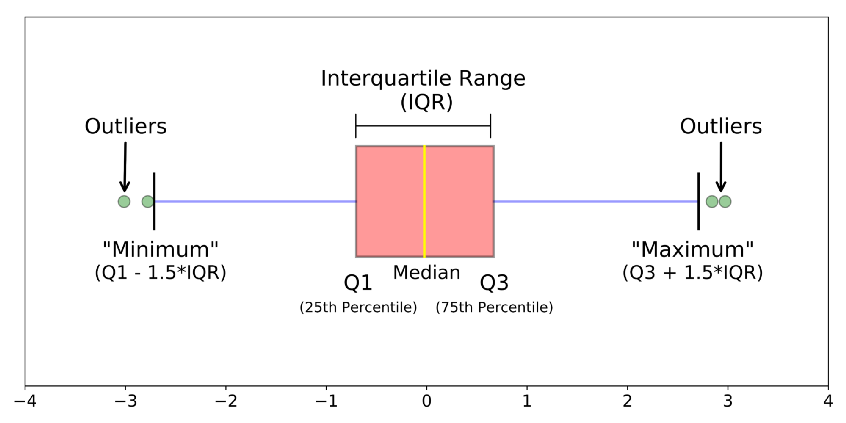 Interquartile Range
(IQR)
Outliers
Outliers
"Minimum"
(Q1 - 1.5*IQR)
"Maximum"
(Q3 + 1.5*IQR)
Median
Q1
Q3
(25th Percentile)
(75th Percentile)
−4
−3
−2
−1
0
1
2
3
4